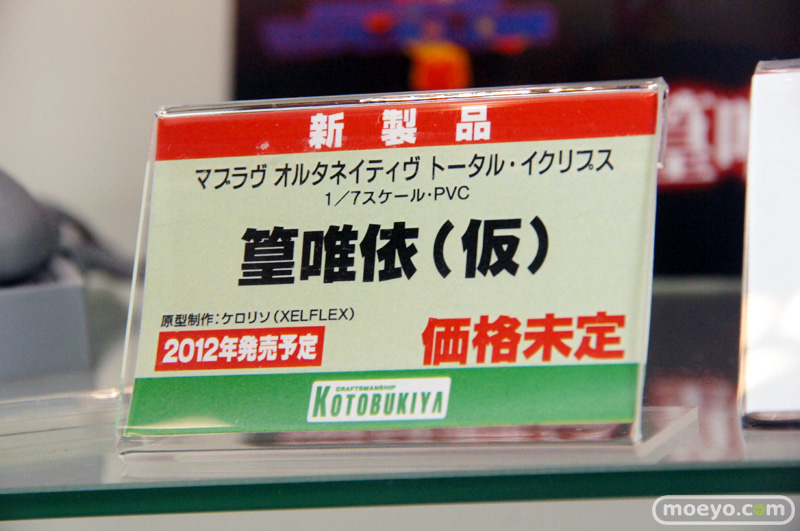 新製品
マブラヴ オルタネイティヴ トータル・イクリプス
1/7スケール・PVC
篁唯依(仮)
原型制作:ケロリソ(XELFLEX)
2012年発売予定
価格未定
CRAFTSMANSHIP
KOTOBUKIYA
moeyo.com